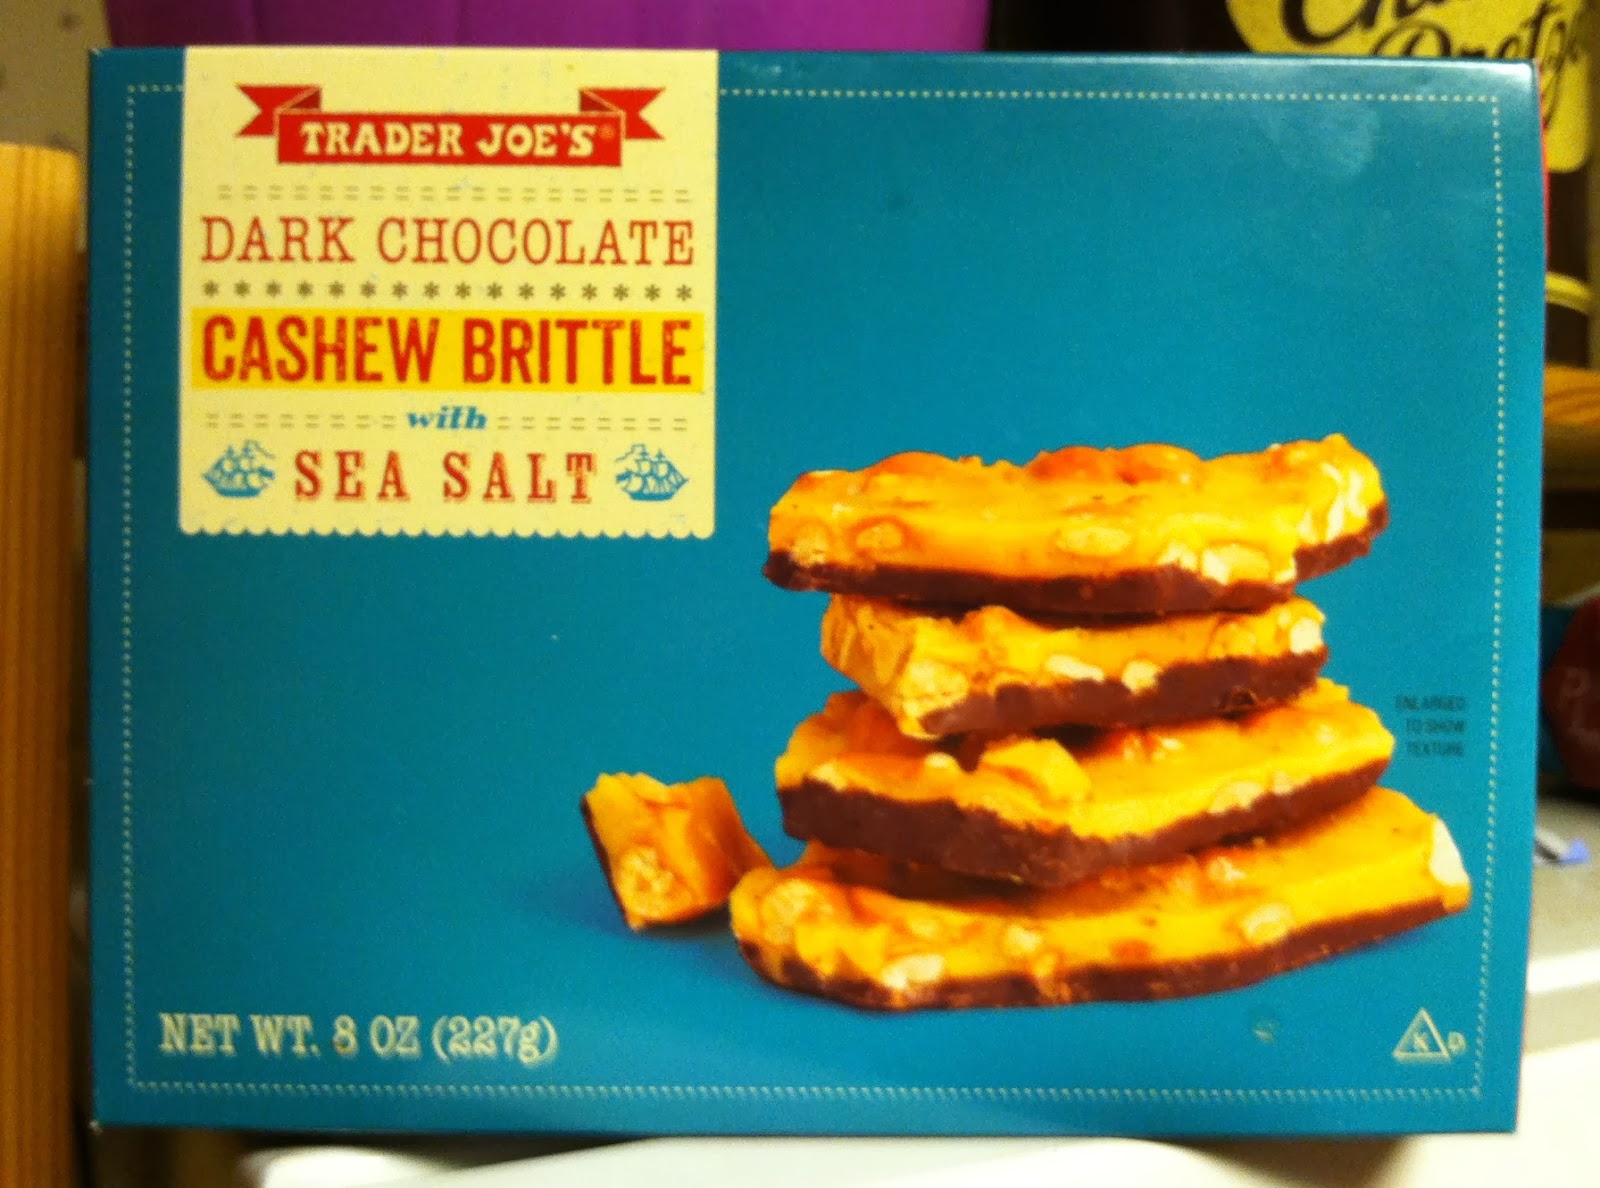 TRADER JOE'S®
DARK CHOCOLATE
CASHEW BRITTLE
with
SEA SALT
ENLARGED
TO SHOW
TEXTURE
NET WT. 8 OZ (227g)
K D